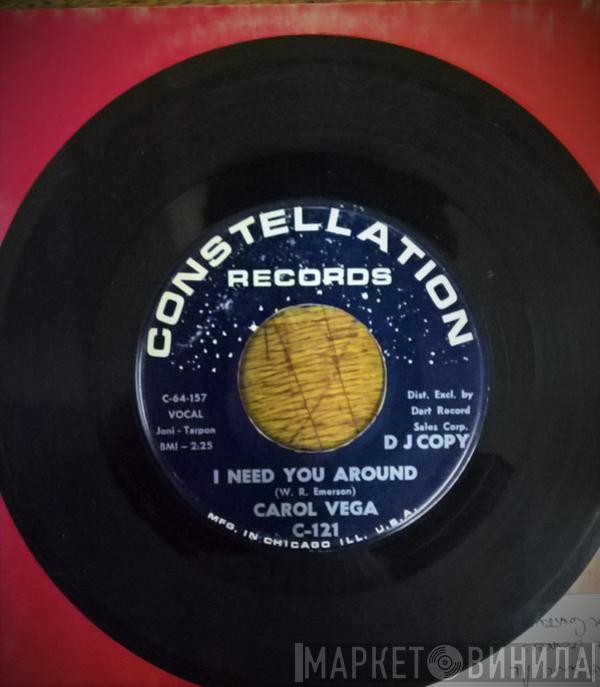 CONSTELLATION
RECORDS
C-64-157
VOCAL
Joni - Tarpon
BMI - 2:25
Dist. Excl. by
Dart Record
Sales Corp.
D J COPY
I NEED YOU AROUND
(W. R. Emerson)
CAROL VEGA
C-121
MFG. IN CHICAGO ILL. U.S.A.
МАРКЕТ ВИНИЛА